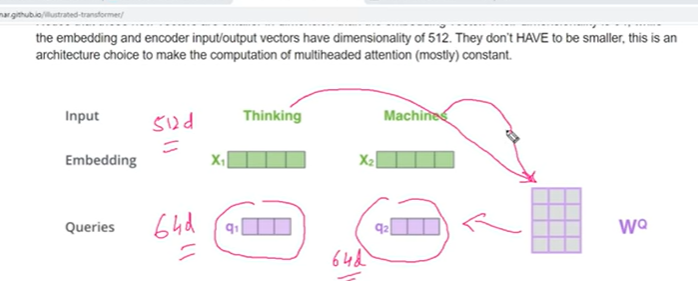 nar.github.io/illustrated-transformer/
the embedding and encoder input/output vectors have dimensionality of 512. They don't HAVE to be smaller, this is an
architecture choice to make the computation of multiheaded attention (mostly) constant.
Input 512d Thinking Machines
Embedding X1 X2
Queries 64d q1 q2 WQ
64d